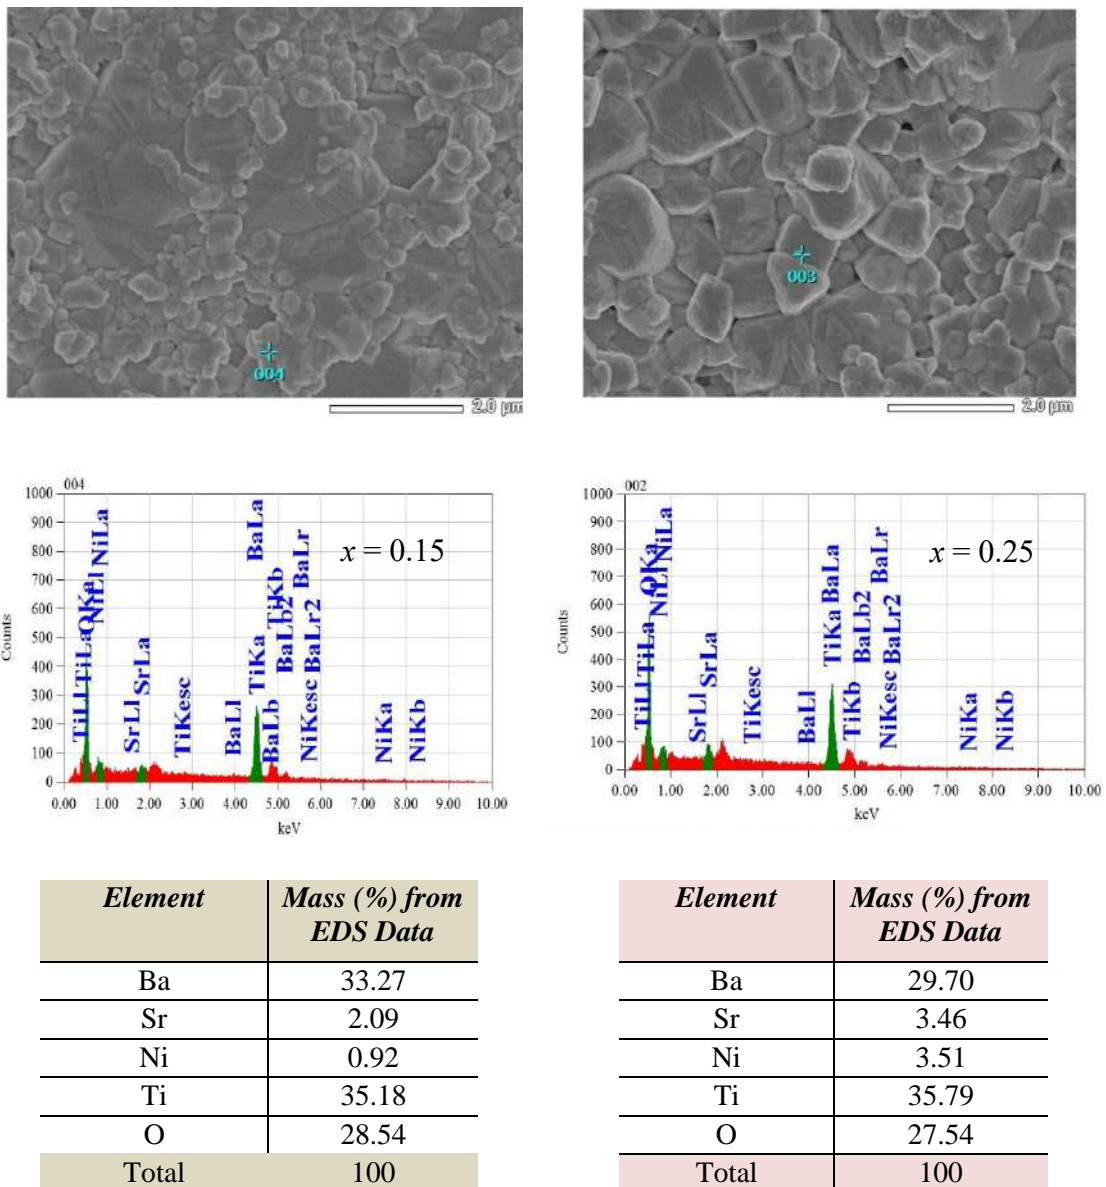 004
2.0 µm
003
2.0 µm
004
1000
900
800
700
600
500
400
300
200
100
0
Counts
0.00 1.00 2.00 3.00 4.00 5.00 6.00 7.00 8.00 9.00 10.00
keV
TiLl
TiLa
OKa
NiLl
NiLa
SrLl
SrLa
TiKesc
BaLl
TiKa
BaLa
BaLb
TiKb
BaLb2
NiKesc
BaLr2
BaLr
NiKa
NiKb
x = 0.15
002
1000
900
800
700
600
500
400
300
200
100
0
Counts
0.00 1.00 2.00 3.00 4.00 5.00 6.00 7.00 8.00 9.00 10.00
keV
TiLl
TiLa
OKa
NiLl
NiLa
SrLl
SrLa
TiKesc
BaLl
TiKa
BaLa
TiKb
BaLb2
NiKesc
BaLr2
BaLr
NiKa
NiKb
x = 0.25
Element Mass (%) from
EDS Data
Ba 33.27
Sr 2.09
Ni 0.92
Ti 35.18
O 28.54
Total 100
Element Mass (%) from
EDS Data
Ba 29.70
Sr 3.46
Ni 3.51
Ti 35.79
O 27.54
Total 100